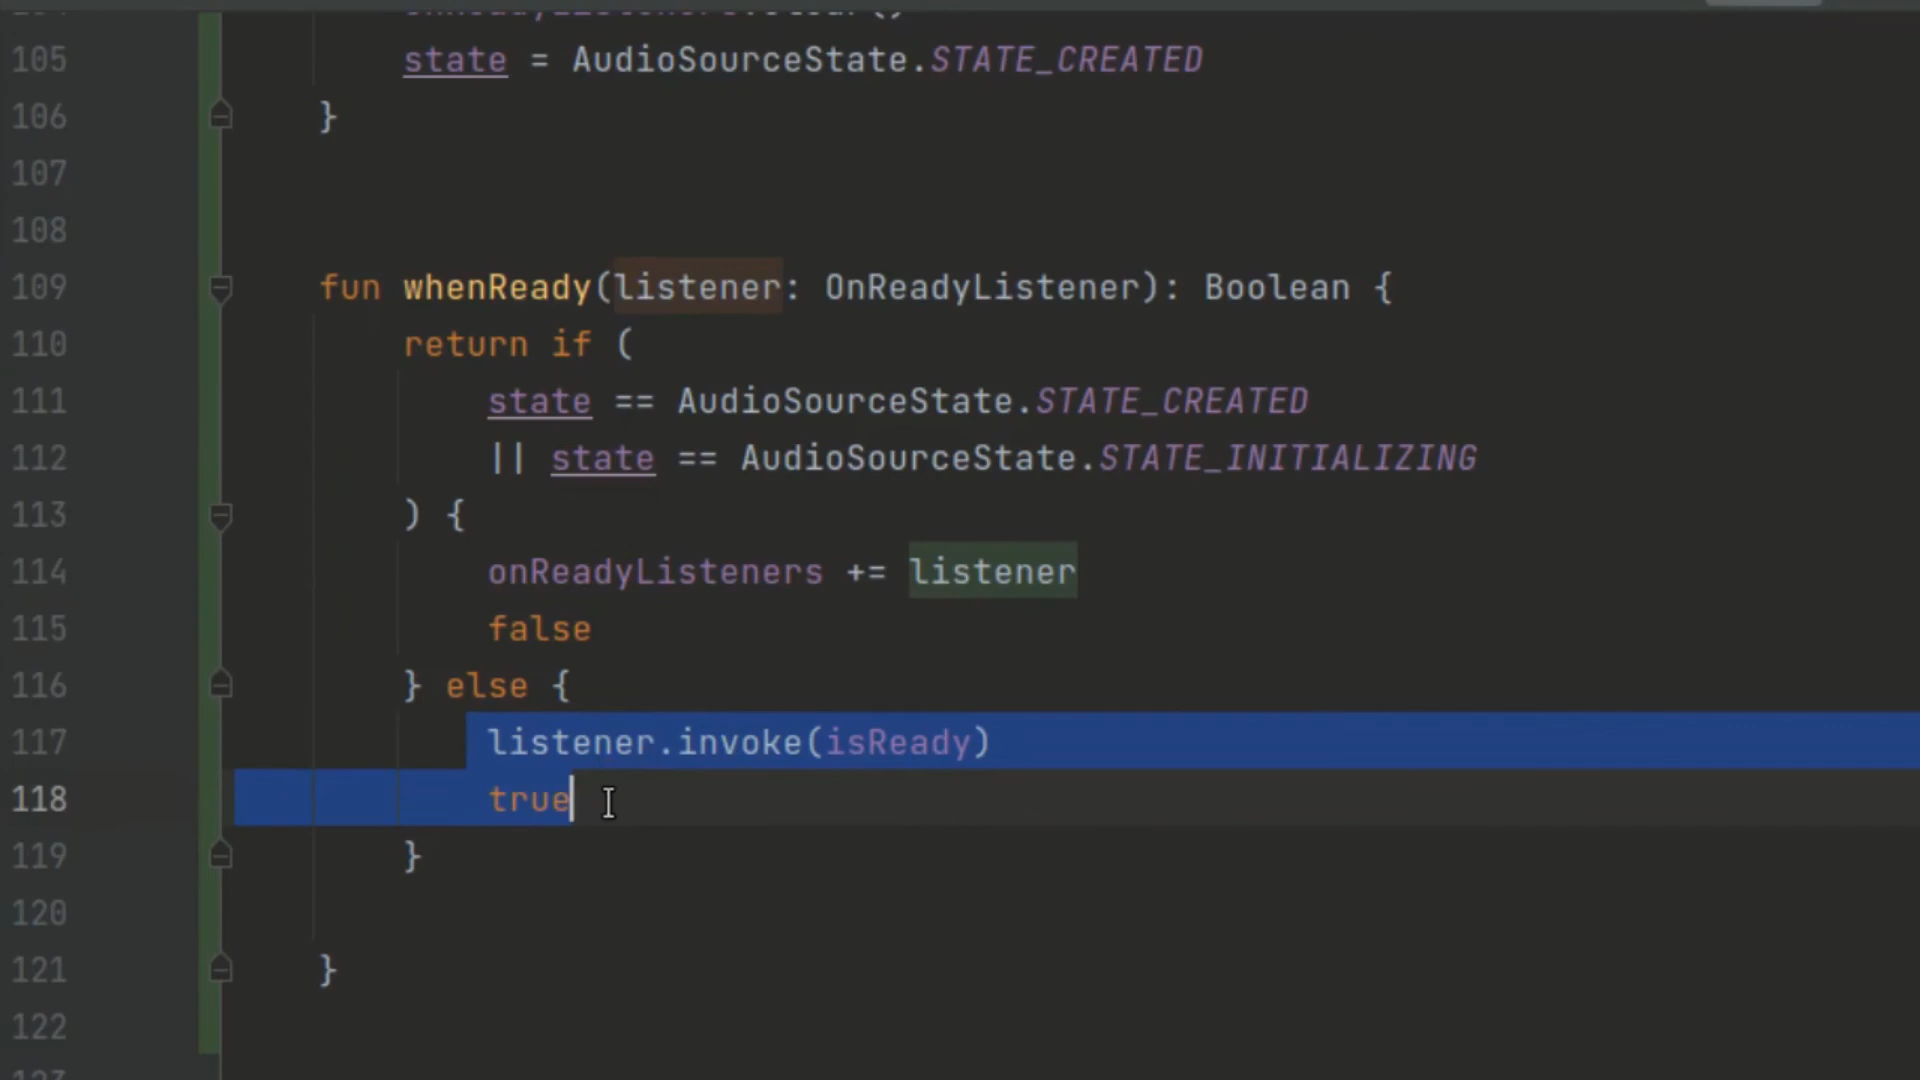 105 state = AudioSourceState.STATE_CREATED
106 }
107
108
109 fun whenReady(listener: OnReadyListener): Boolean {
110 return if (
111 state == AudioSourceState.STATE_CREATED
112 || state == AudioSourceState.STATE_INITIALIZING
113 ) {
114 onReadyListeners += listener
115 false
116 } else {
117 listener.invoke(isReady)
118 true
119 }
120
121 }
122